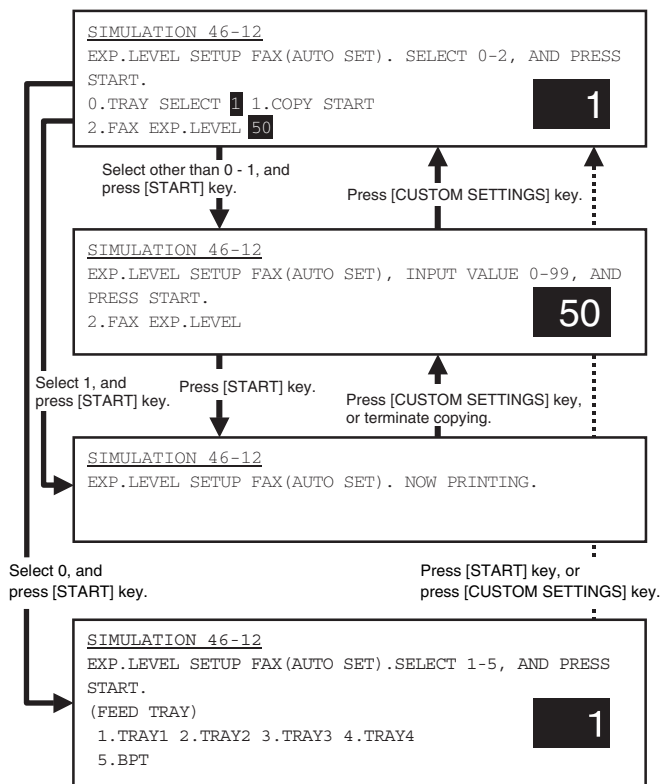 SIMULATION 46-12
EXP.LEVEL SETUP FAX(AUTO SET). SELECT 0-2, AND PRESS
START.
0.TRAY SELECT 1 1.COPY START
2.FAX EXP.LEVEL 50
1
Select other than 0 - 1, and
press [START] key.
Press [CUSTOM SETTINGS] key.
SIMULATION 46-12
EXP.LEVEL SETUP FAX(AUTO SET), INPUT VALUE 0-99, AND
PRESS START.
2.FAX EXP.LEVEL
50
Select 1, and
press [START] key.
Press [START] key.
Press [CUSTOM SETTINGS] key,
or terminate copying.
SIMULATION 46-12
EXP.LEVEL SETUP FAX(AUTO SET). NOW PRINTING.
Select 0, and
press [START] key.
Press [START] key, or
press [CUSTOM SETTINGS] key.
SIMULATION 46-12
EXP.LEVEL SETUP FAX(AUTO SET).SELECT 1-5, AND PRESS
START.
(FEED TRAY)
1.TRAY1 2.TRAY2 3.TRAY3 4.TRAY4
5.BPT
1